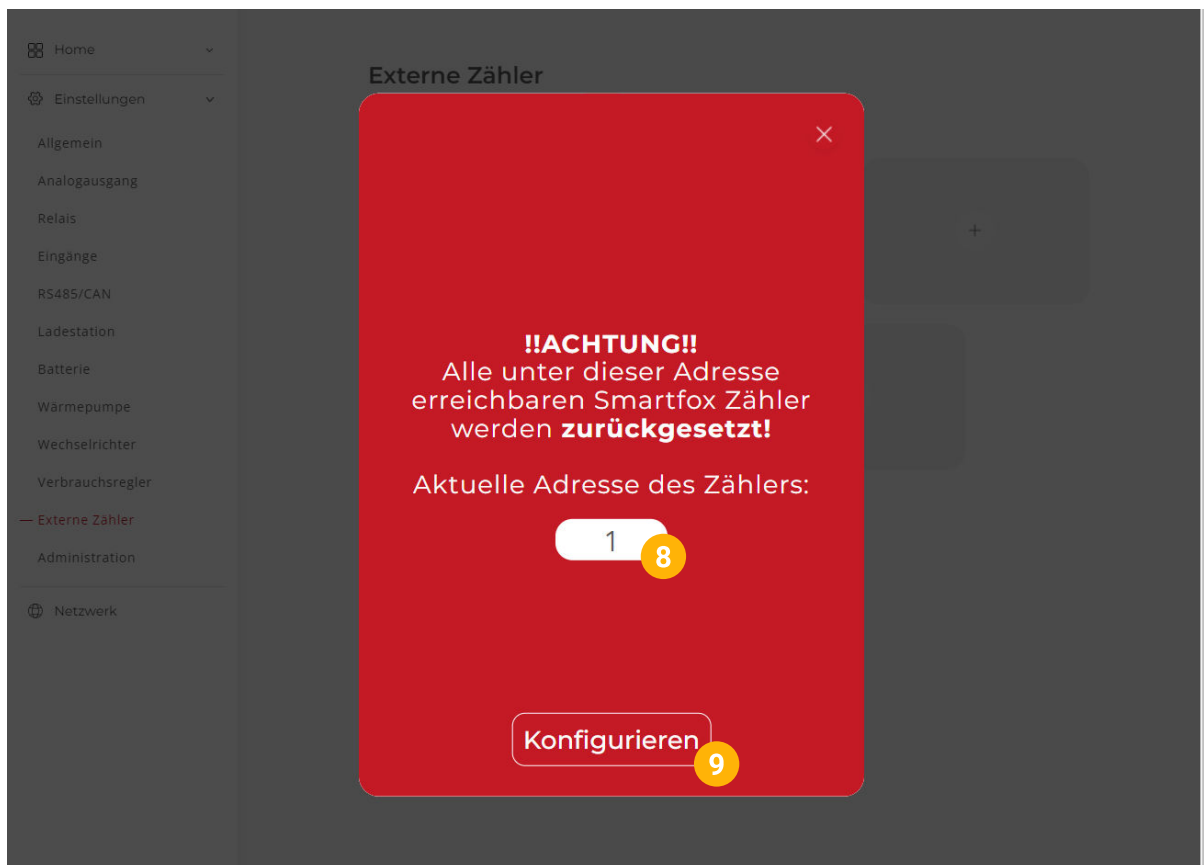 Home
Einstellungen
Allgemein
Analogausgang
Relais
Eingänge
RS485/CAN
Ladestation
Batterie
Wärmepumpe
Wechselrichter
Verbrauchsregler
Externe Zähler
Administration
Netzwerk
Externe Zähler
!!ACHTUNG!!
Alle unter dieser Adresse
erreichbaren Smartfox Zähler
werden zurückgesetzt!
Aktuelle Adresse des Zählers:
1
8
Konfigurieren
9